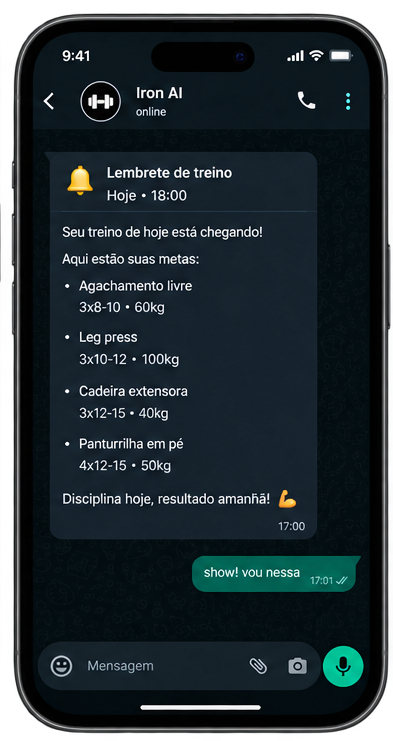 9:41
Iron AI
online
Lembrete de treino
Hoje • 18:00
Seu treino de hoje está chegando!
Aqui estão suas metas:
• Agachamento livre
3x8-10 • 60kg
• Leg press
3x10-12 • 100kg
• Cadeira extensora
3x12-15 • 40kg
• Panturrilha em pé
4x12-15 • 50kg
Disciplina hoje, resultado amanhã! 💪
17:00
show! vou nessa
17:01
Mensagem